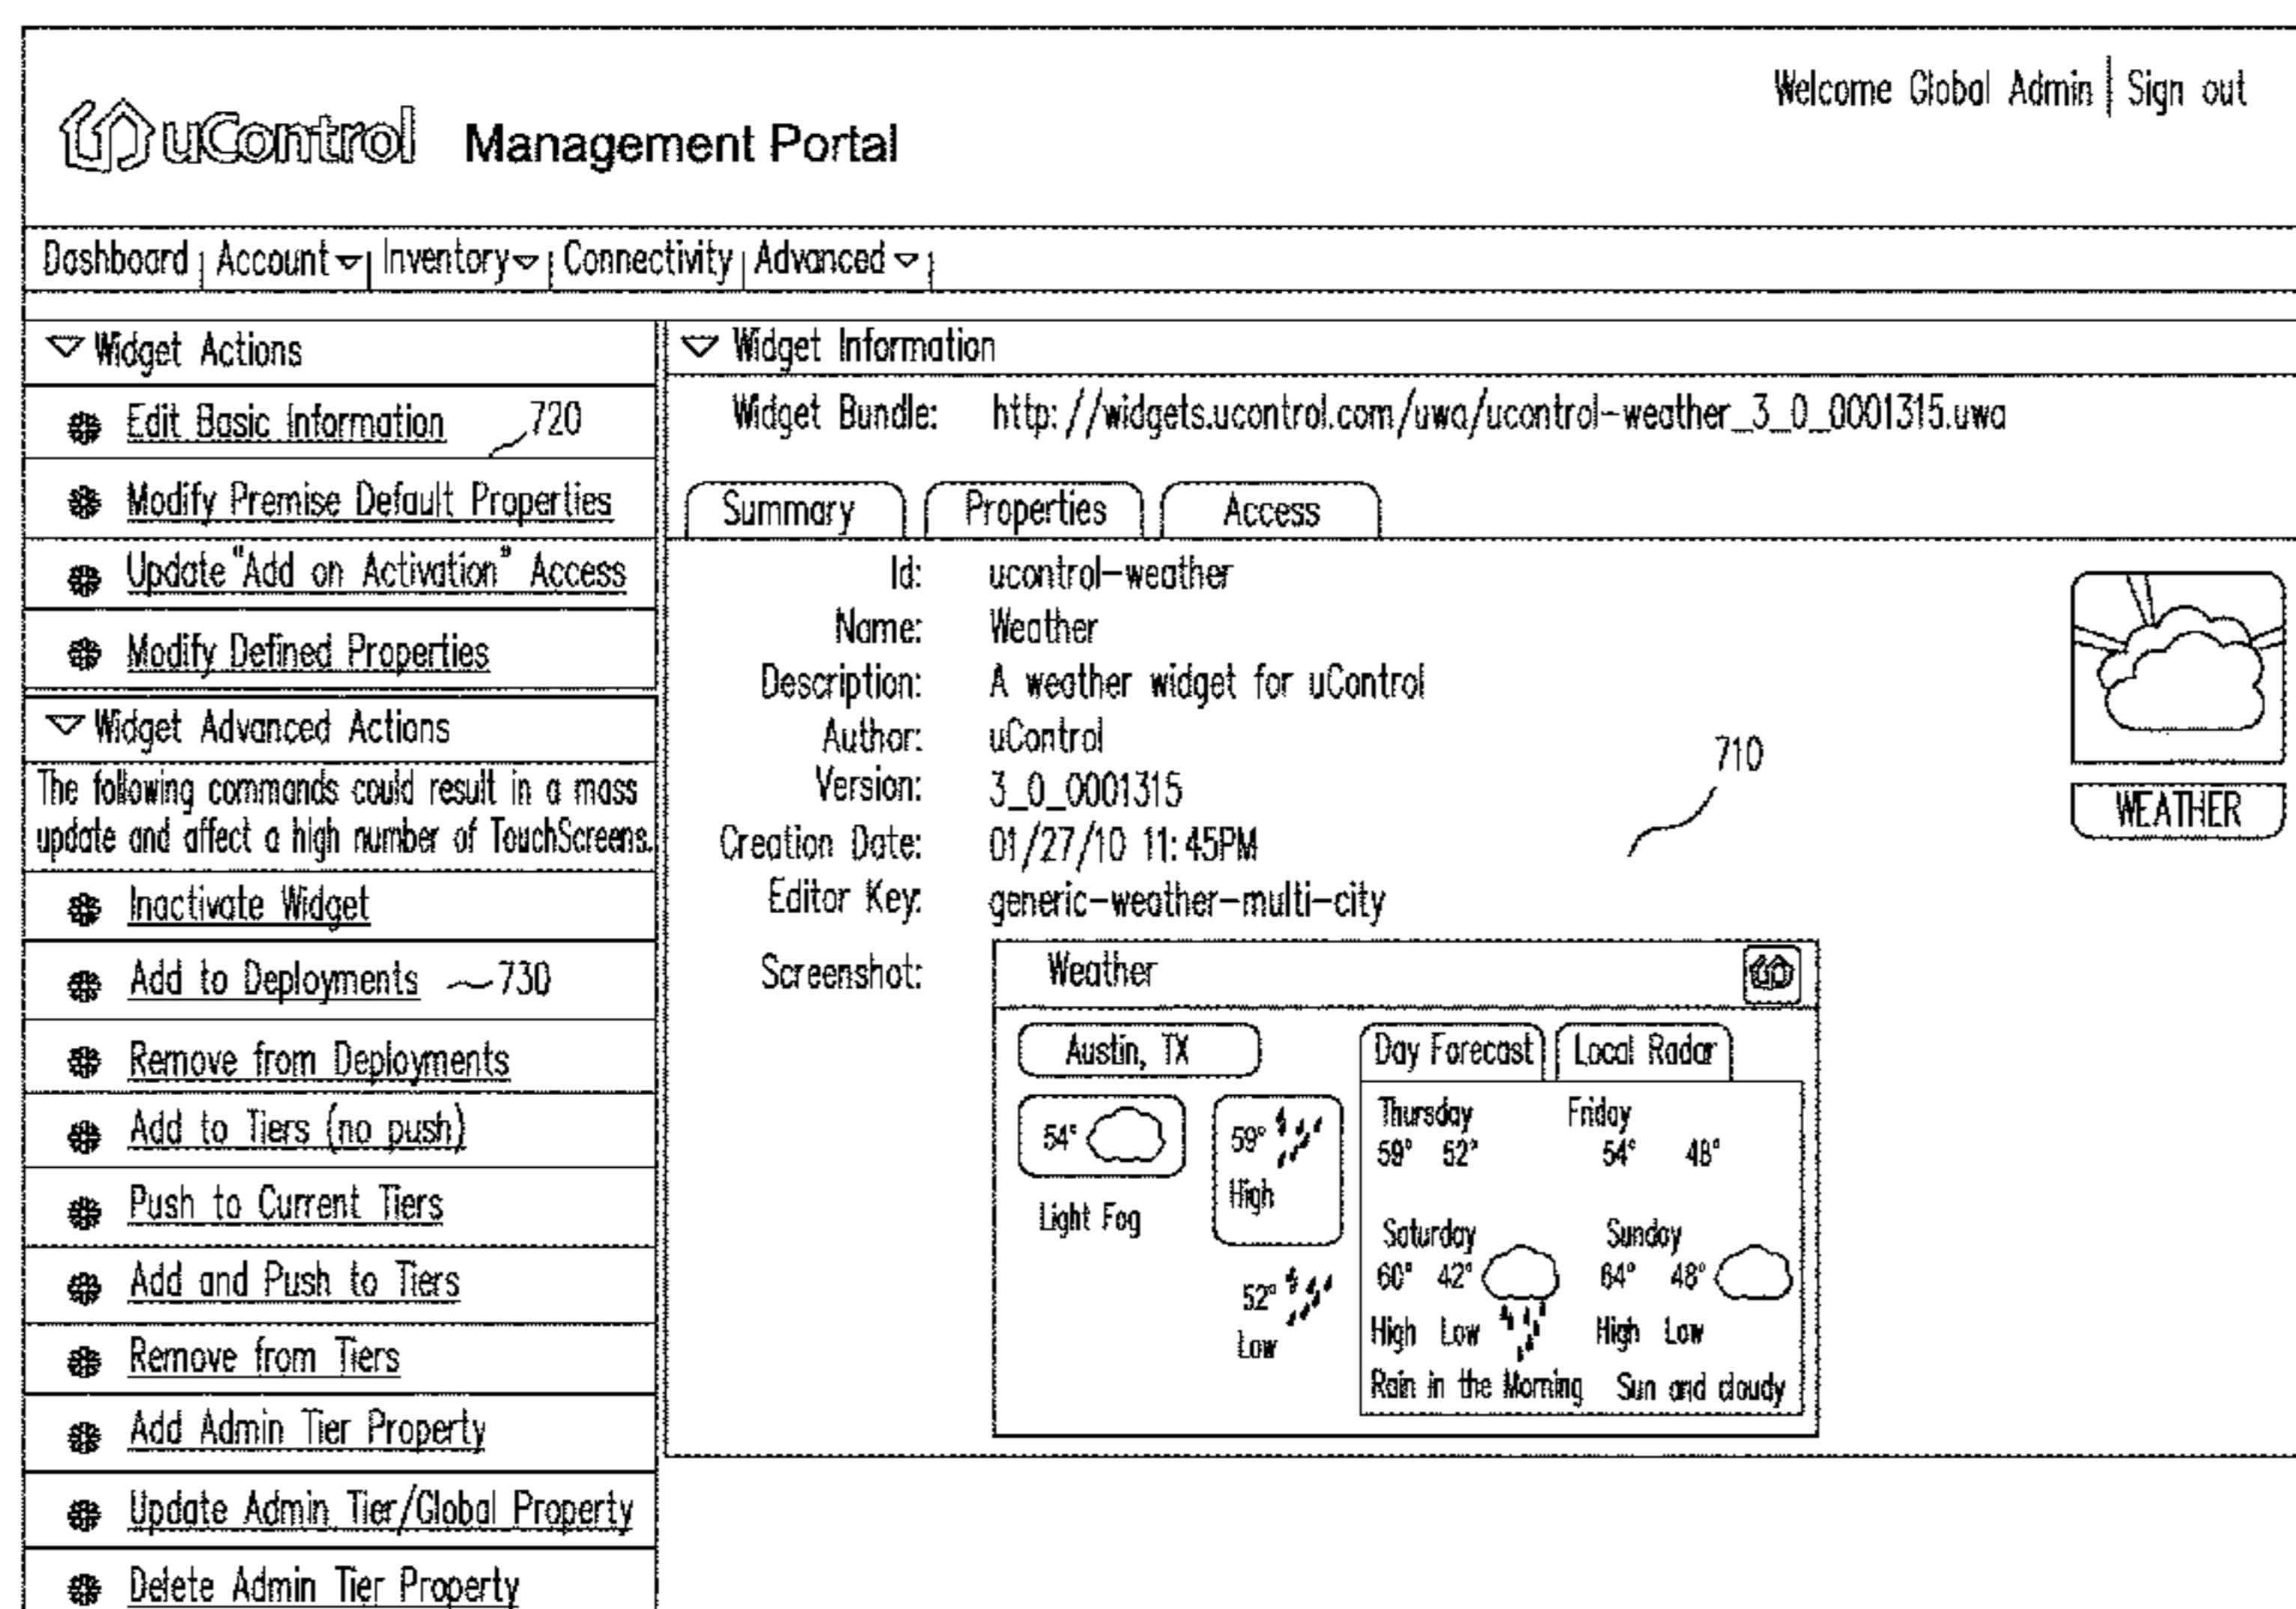 Welcome Global Admin | Sign out
uControl Management Portal
Dashboard | Account | Inventory | Connectivity | Advanced
Widget Actions
Edit Basic Information
720
Modify Premise Default Properties
Update "Add on Activation" Access
Modify Defined Properties
Widget Advanced Actions
The following commands could result in a mass
update and affect a high number of TouchScreens.
Inactivate Widget
Add to Deployments 730
Remove from Deployments
Add to Tiers (no push)
Push to Current Tiers
Add and Push to Tiers
Remove from Tiers
Add Admin Tier Property
Update Admin Tier/Global Property
Delete Admin Tier Property
Widget Information
Widget Bundle: http://widgets.ucontrol.com/uwa/ucontrol-weather_3_0_0001315.uwa
Summary Properties Access
Id: ucontrol-weather
Name: Weather
Description: A weather widget for uControl
Author: uControl
Version: 3_0_0001315
Creation Date: 01/27/10 11:45PM
Editor Key: generic-weather-multi-city
710
WEATHER
Screenshot:
Weather
Austin, TX
54°
Light Fog
59°
High
52°
Low
Day Forecast Local Radar
Thursday Friday
59° 52° 54° 48°
Saturday Sunday
60° 42° 64° 48°
High Low High Low
Rain in the Morning Sun and cloudy